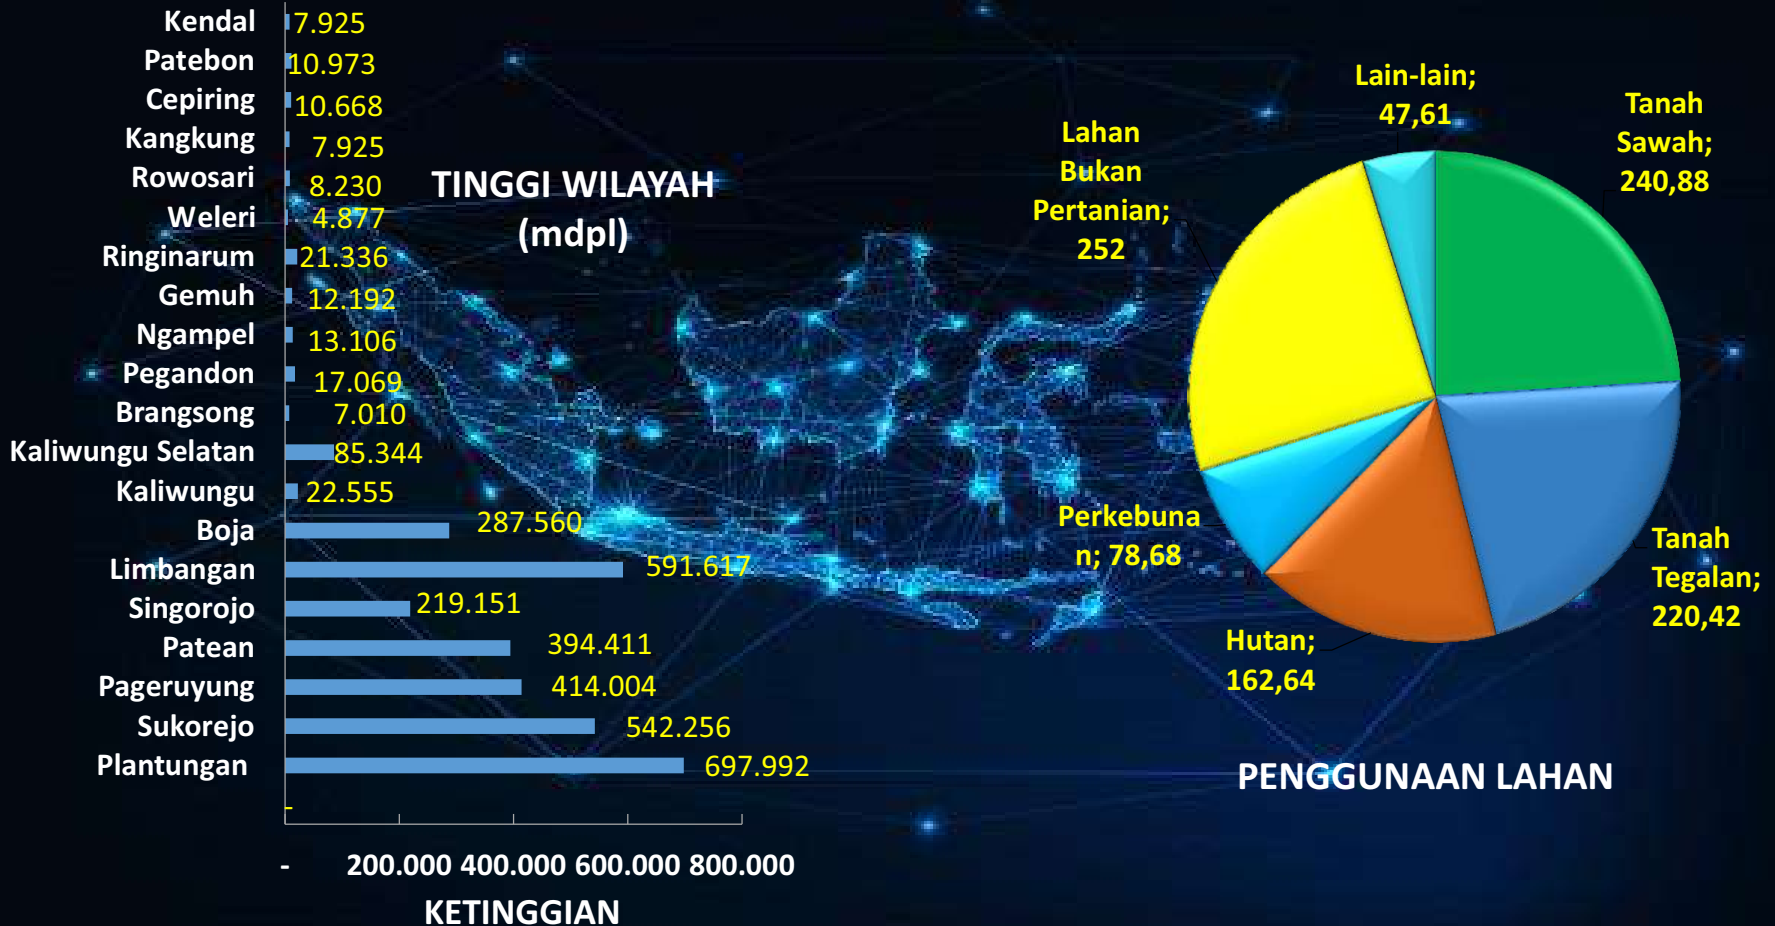 Kendal 7.925
Patebon 10.973
Cepiring 10.668
Kangkung 7.925
Rowosari 8.230
Weleri 4.877
Ringinarum 21.336
Gemuh 12.192
Ngampel 13.106
Pegandon 17.069
Brangsong 7.010
Kaliwungu Selatan 85.344
Kaliwungu 22.555
Boja 287.560
Limbangan 591.617
Singorojo 219.151
Patean 394.411
Pageruyung 414.004
Sukorejo 542.256
Plantungan 697.992
-
- 200.000 400.000 600.000 800.000
KETINGGIAN
TINGGI WILAYAH
(mdpl)
Lain-lain;
47,61
Tanah
Sawah;
240,88
Lahan
Bukan
Pertanian;
252
Perkebuna
n; 78,68
Hutan;
162,64
Tanah
Tegalan;
220,42
PENGGUNAAN LAHAN